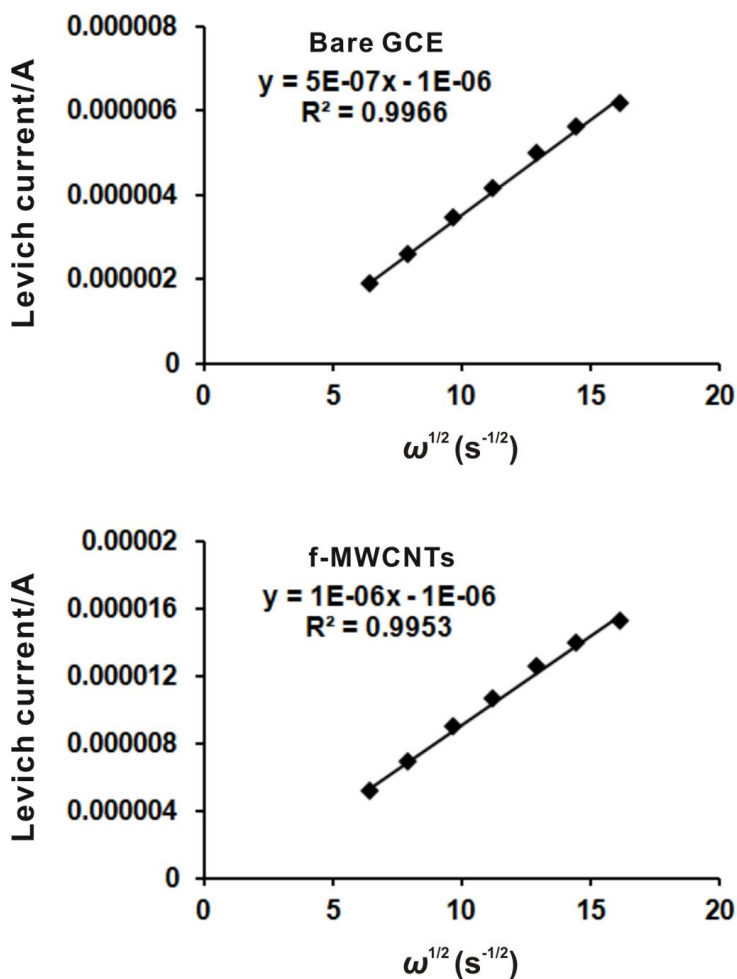 Bare GCE
y = 5E-07x - 1E-06
R² = 0.9966
Levich current/A
0.000008
0.000006
0.000004
0.000002
0
0 5 10 15 20
ω^1/2 (s^-1/2)
f-MWCNTs
y = 1E-06x - 1E-06
R² = 0.9953
Levich current/A
0.00002
0.000016
0.000012
0.000008
0.000004
0
0 5 10 15 20
ω^1/2 (s^-1/2)